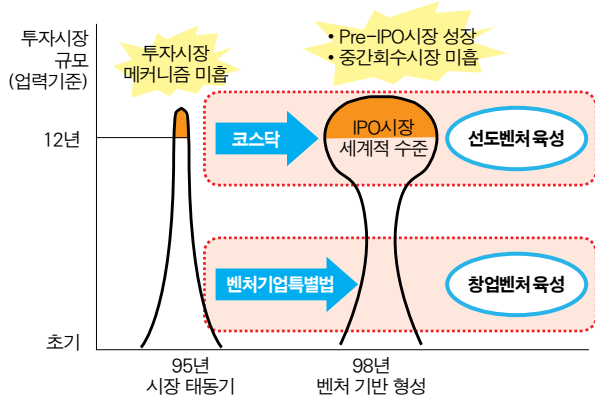 투자시장
규모
(업력기준)
투자시장
메커니즘 미흡
• Pre-IPO시장 성장
• 중간회수시장 미흡
12년
코스닥
IPO시장
세계적 수준
선도벤처 육성
벤처기업특별법
창업벤처 육성
초기
95년
시장 태동기
98년
벤처 기반 형성